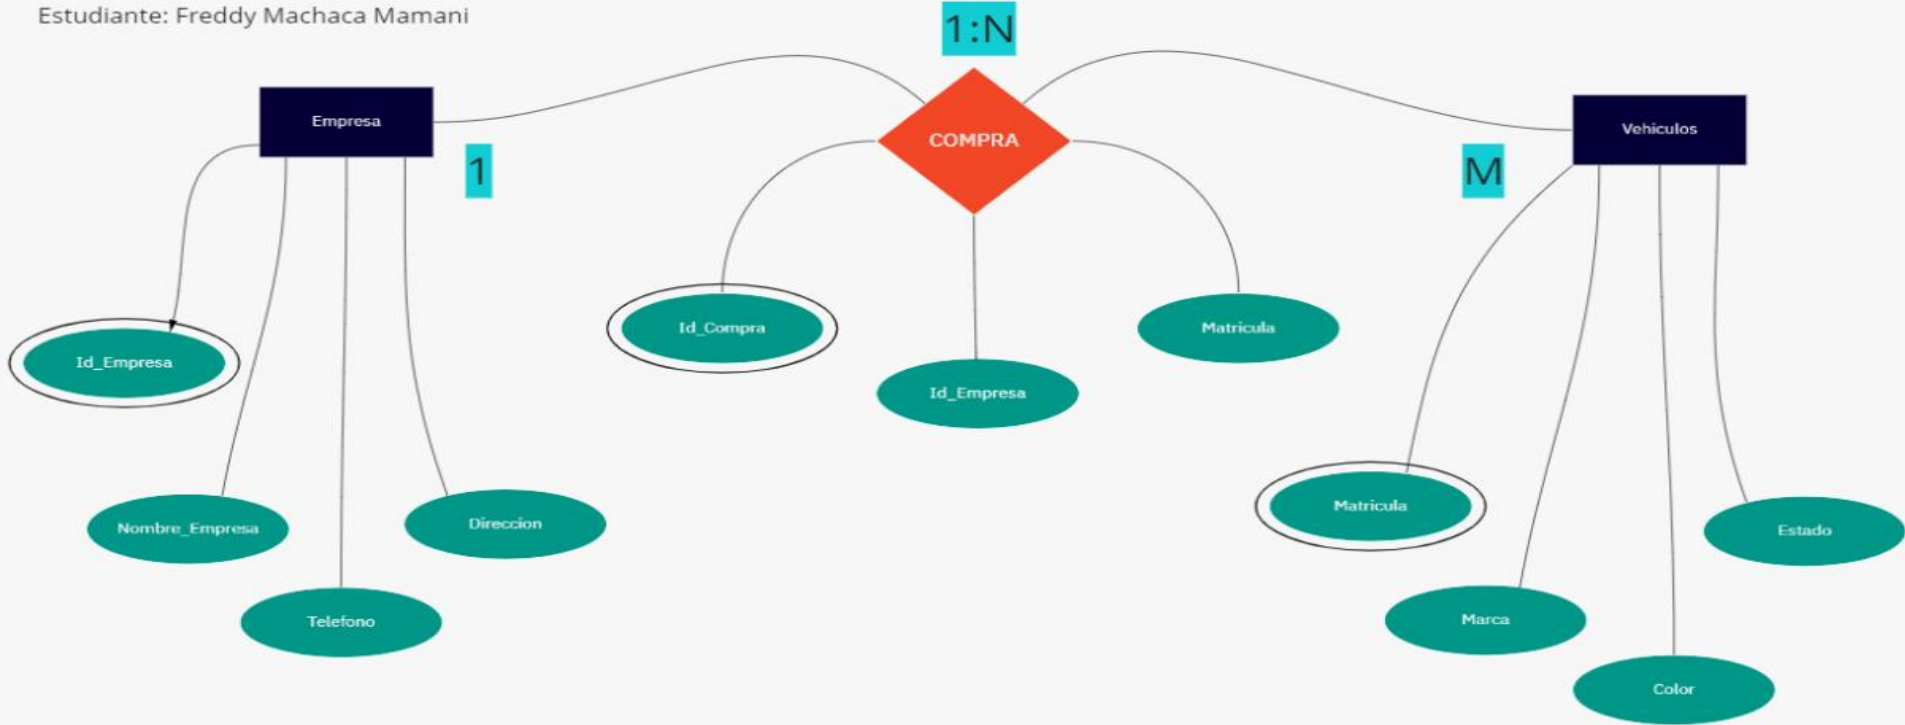 Estudiante: Freddy Machaca Mamani
1:N
Empresa
COMPRA
Vehiculos
1
M
Id_Empresa
Id_Compra
Matricula
Id_Empresa
Nombre_Empresa
Direccion
Telefono
Matricula
Estado
Marca
Color